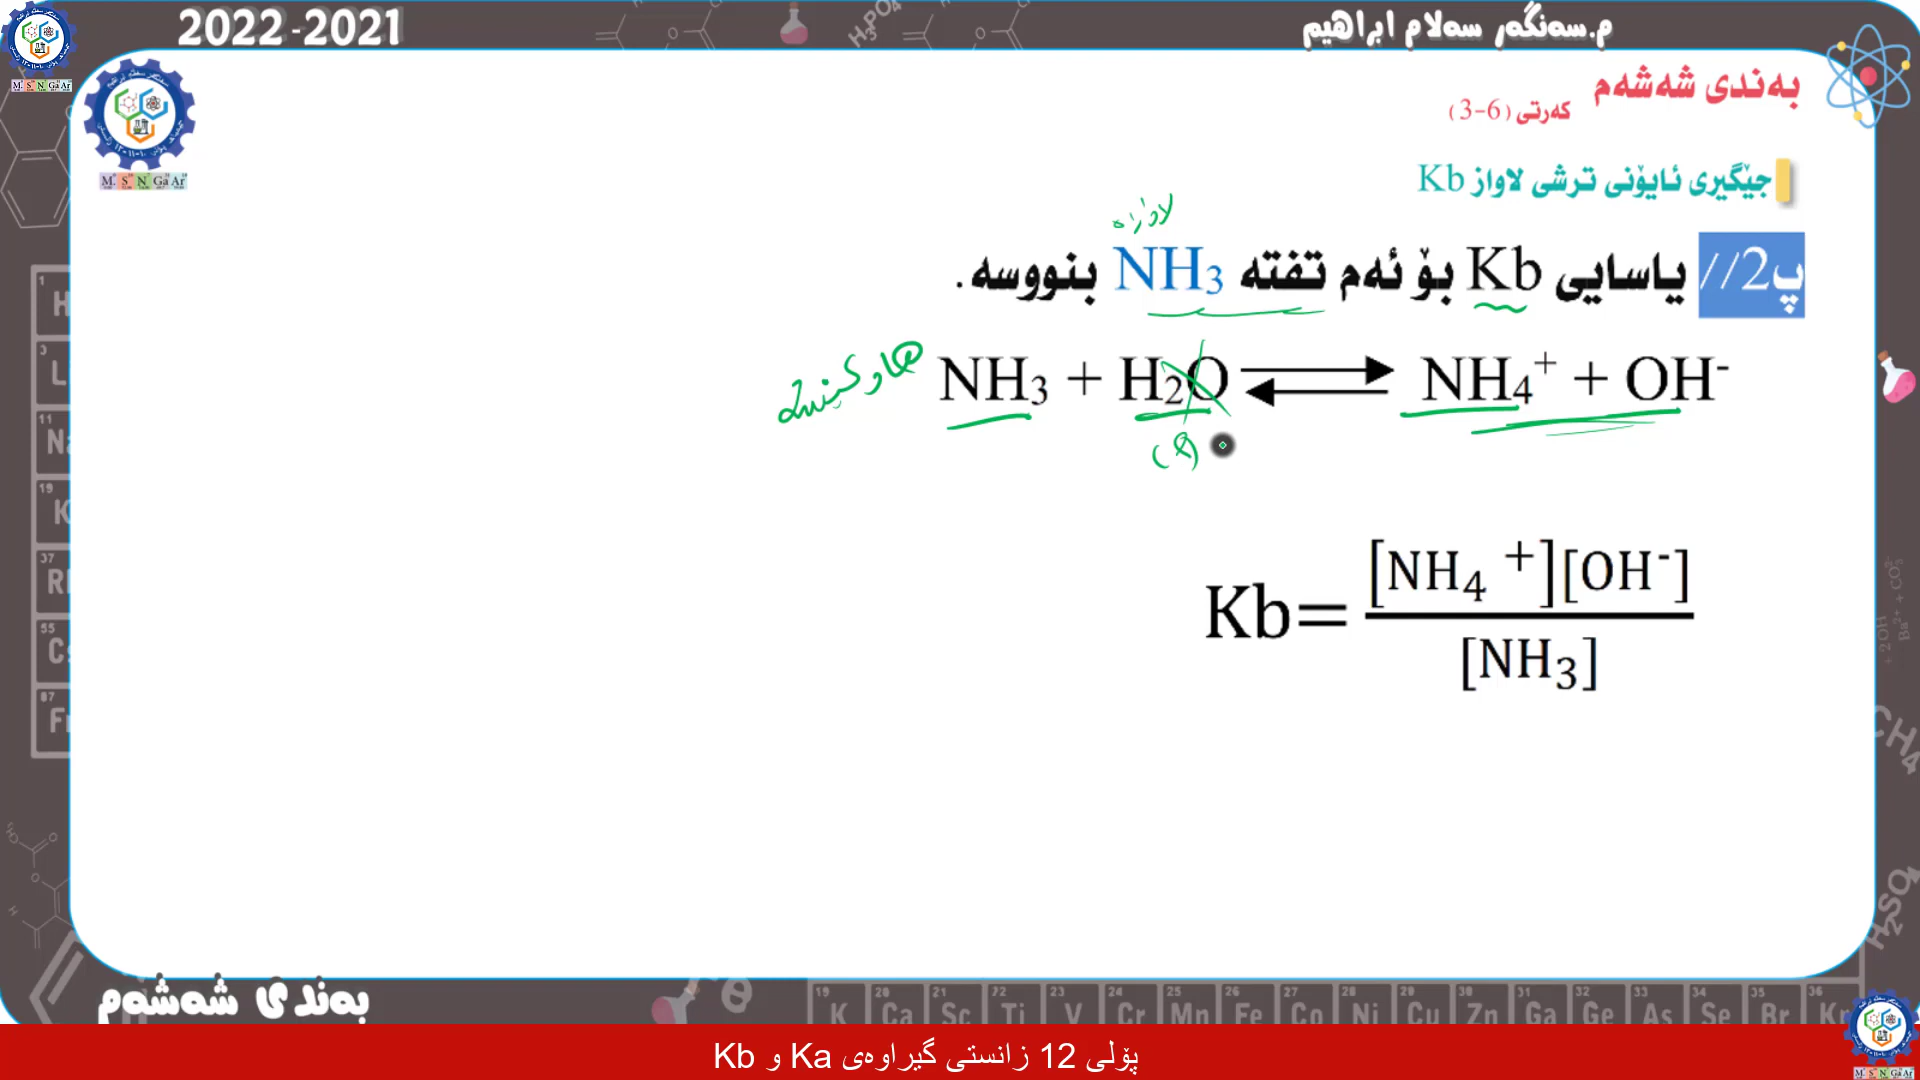 2022 -2021
م.سەنگەر سەلام ابراهیم
بەندی شەشەم
کەرتی (6-3)
جێگیری ئایۆنی ترشی لاواز Kb
لاوازە
پ2// یاسایی Kb بۆ ئەم تفتە NH3 بنووسە.
هاوکێشە
NH3 + H2O ⇌ NH4+ + OH-
Kb= [NH4 +][OH-] / [NH3]
بەندی شەشەم
پۆلی 12 زانستی گیراوەی Ka و Kb